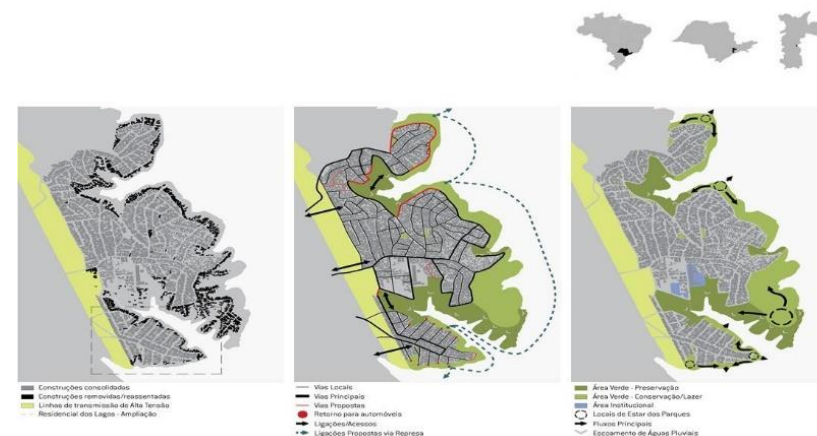 Construções consolidadas
Construções removidas/reassentadas
Linhas de transmissão de Alta Tensão
Residencial dos Lagos - Ampliação
Vias Locais
Vias Principais
Vias Propostas
Retorno para automóveis
Ligações/Acessos
Ligações Propostas via Represa
Área Verde - Preservação
Área Verde - Conservação/Lazer
Área Institucional
Locais de Estar dos Parques
Fluxos Principais
Escoamento de Águas Pluviais